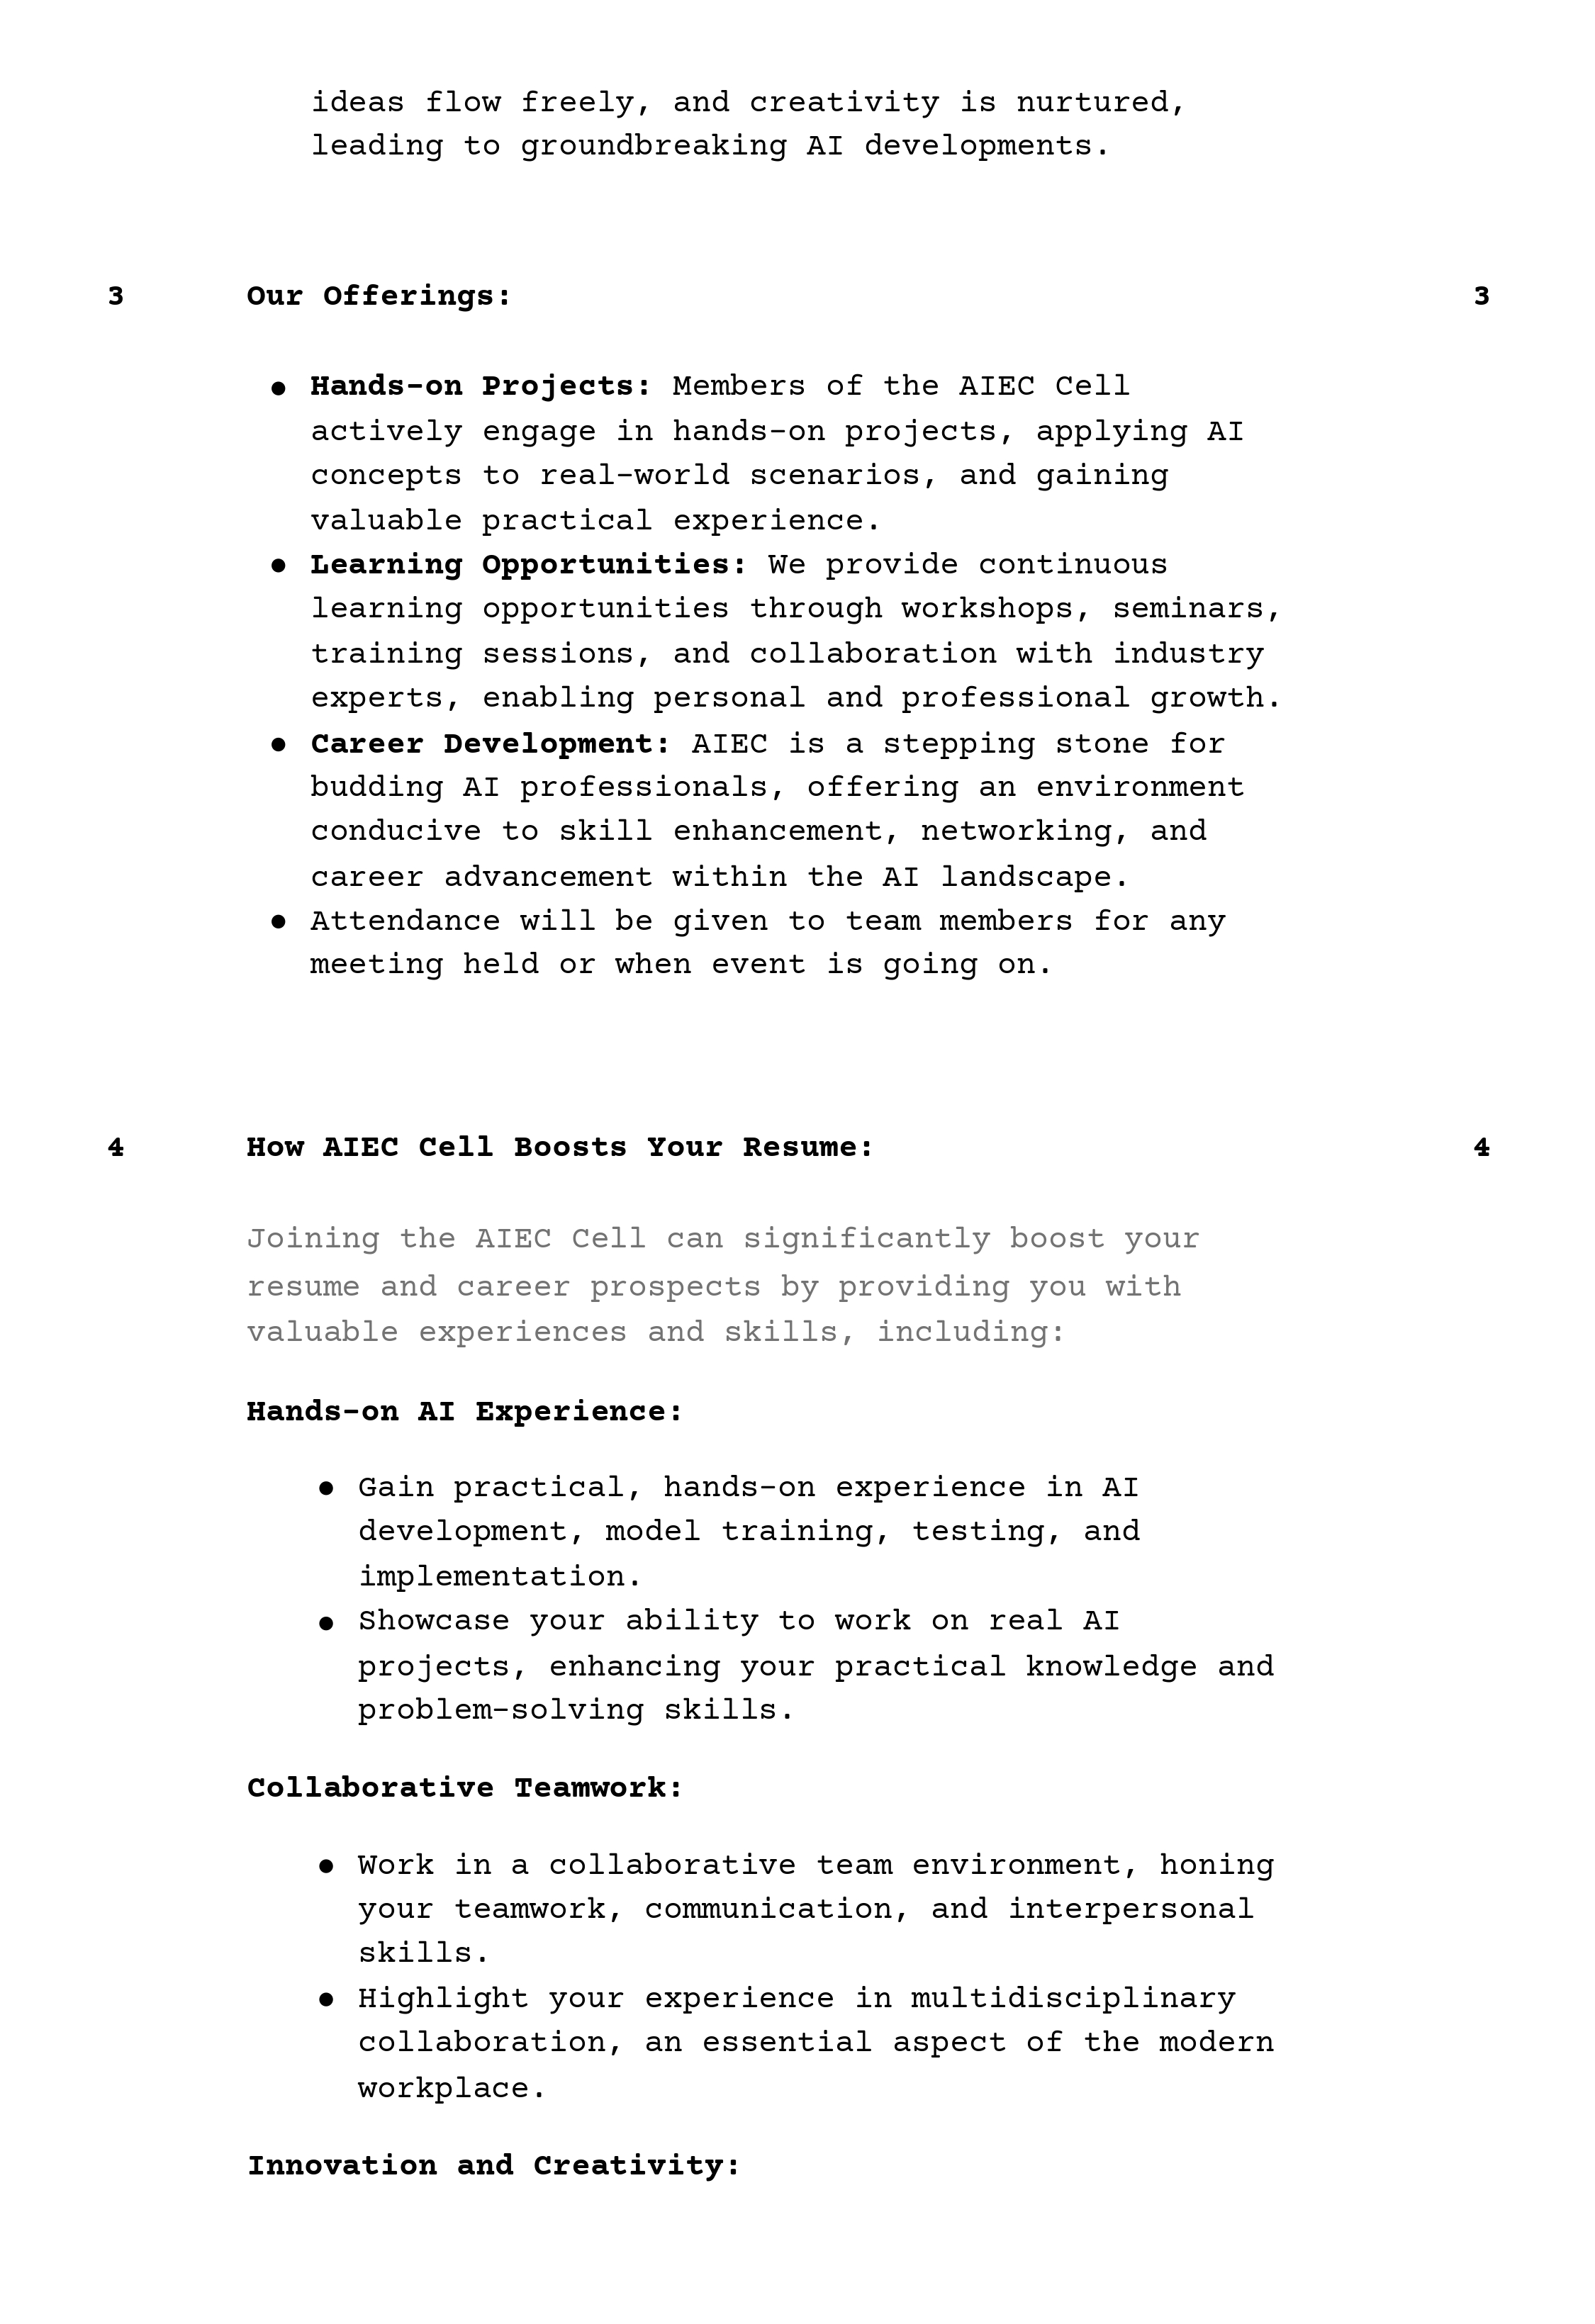 ideas flow freely, and creativity is nurtured,
leading to groundbreaking AI developments.
3 Our Offerings: 3
● Hands-on Projects: Members of the AIEC Cell
actively engage in hands-on projects, applying AI
concepts to real-world scenarios, and gaining
valuable practical experience.
● Learning Opportunities: We provide continuous
learning opportunities through workshops, seminars,
training sessions, and collaboration with industry
experts, enabling personal and professional growth.
● Career Development: AIEC is a stepping stone for
budding AI professionals, offering an environment
conducive to skill enhancement, networking, and
career advancement within the AI landscape.
● Attendance will be given to team members for any
meeting held or when event is going on.
4 How AIEC Cell Boosts Your Resume: 4
Joining the AIEC Cell can significantly boost your
resume and career prospects by providing you with
valuable experiences and skills, including:
Hands-on AI Experience:
● Gain practical, hands-on experience in AI
development, model training, testing, and
implementation.
● Showcase your ability to work on real AI
projects, enhancing your practical knowledge and
problem-solving skills.
Collaborative Teamwork:
● Work in a collaborative team environment, honing
your teamwork, communication, and interpersonal
skills.
● Highlight your experience in multidisciplinary
collaboration, an essential aspect of the modern
workplace.
Innovation and Creativity: